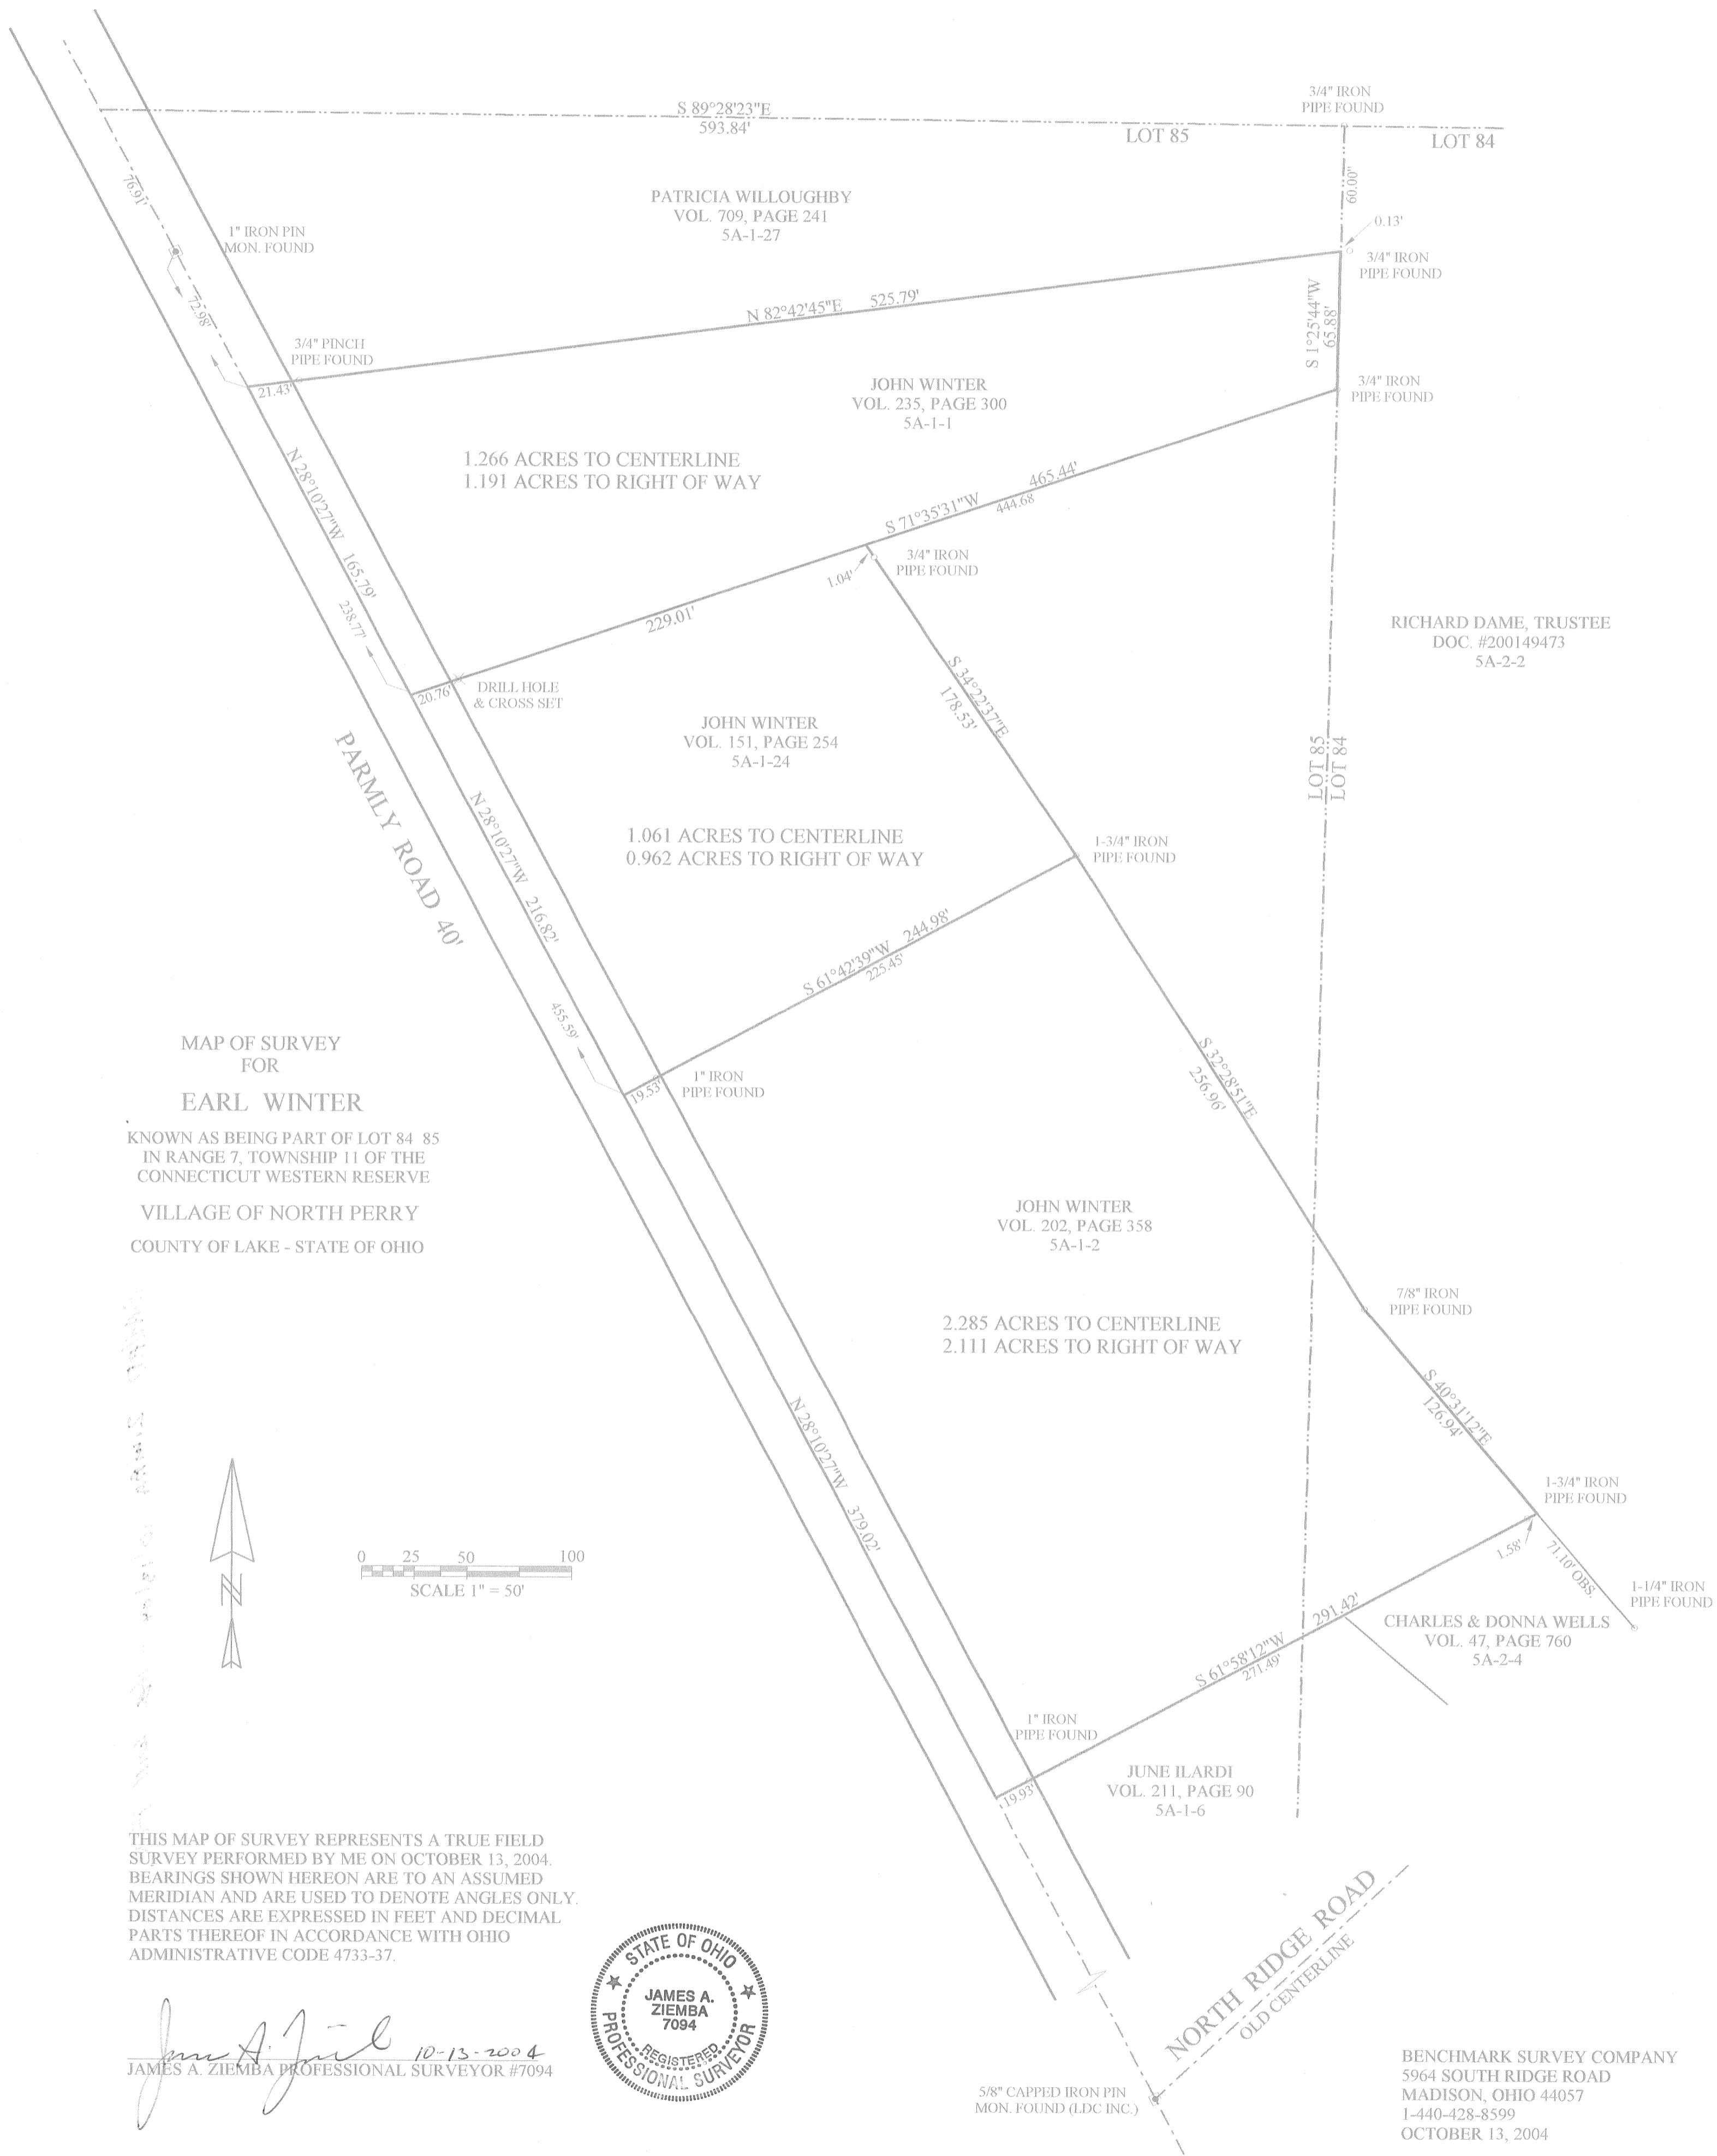 S 89°28'23"E
593.84'
3/4" IRON
PIPE FOUND
LOT 85
LOT 84
76.91'
60.00"
0.13'
PATRICIA WILLOUGHBY
VOL. 709, PAGE 241
5A-1-27
1" IRON PIN
MON. FOUND
3/4" IRON
PIPE FOUND
72.98'
N 82°42'45"E 525.79'
S 1°25'44"W
65.88'
3/4" PINCH
PIPE FOUND
21.43'
JOHN WINTER
VOL. 235, PAGE 300
5A-1-1
3/4" IRON
PIPE FOUND
1.266 ACRES TO CENTERLINE
1.191 ACRES TO RIGHT OF WAY
N 28°10'27"W 165.79'
S 71°35'31"W 465.44'
444.68
3/4" IRON
PIPE FOUND
1.04'
229.01'
238.77'
20.76'
DRILL HOLE
& CROSS SET
RICHARD DAME, TRUSTEE
DOC. #200149473
5A-2-2
S 34°22'37"E
178.53'
JOHN WINTER
VOL. 151, PAGE 254
5A-1-24
LOT 85
LOT 84
PARMLY ROAD 40'
N 28°10'27"W 216.82'
1.061 ACRES TO CENTERLINE
0.962 ACRES TO RIGHT OF WAY
1-3/4" IRON
PIPE FOUND
S 61°42'39"W 244.98'
225.45'
455.59'
19.53'
1" IRON
PIPE FOUND
S 32°28'51"E
256.96'
MAP OF SURVEY
FOR
EARL WINTER
KNOWN AS BEING PART OF LOT 84 85
IN RANGE 7, TOWNSHIP 11 OF THE
CONNECTICUT WESTERN RESERVE
VILLAGE OF NORTH PERRY
COUNTY OF LAKE - STATE OF OHIO
JOHN WINTER
VOL. 202, PAGE 358
5A-1-2
7/8" IRON
PIPE FOUND
2.285 ACRES TO CENTERLINE
2.111 ACRES TO RIGHT OF WAY
N 28°10'27"W 379.02'
S 40°31'12"E
126.94'
1-3/4" IRON
PIPE FOUND
1.58'
71.10' OBS.
1-1/4" IRON
PIPE FOUND
N
0 25 50 100
SCALE 1" = 50'
S 61°58'12"W 291.42'
271.49'
CHARLES & DONNA WELLS
VOL. 47, PAGE 760
5A-2-4
1" IRON
PIPE FOUND
19.93'
JUNE ILARDI
VOL. 211, PAGE 90
5A-1-6
THIS MAP OF SURVEY REPRESENTS A TRUE FIELD
SURVEY PERFORMED BY ME ON OCTOBER 13, 2004.
BEARINGS SHOWN HEREON ARE TO AN ASSUMED
MERIDIAN AND ARE USED TO DENOTE ANGLES ONLY.
DISTANCES ARE EXPRESSED IN FEET AND DECIMAL
PARTS THEREOF IN ACCORDANCE WITH OHIO
ADMINISTRATIVE CODE 4733-37.
10-13-2004
JAMES A. ZIEMBA PROFESSIONAL SURVEYOR #7094
STATE OF OHIO
JAMES A.
ZIEMBA
7094
REGISTERED
PROFESSIONAL SURVEYOR
NORTH RIDGE ROAD
OLD CENTERLINE
5/8" CAPPED IRON PIN
MON. FOUND (LDC INC.)
BENCHMARK SURVEY COMPANY
5964 SOUTH RIDGE ROAD
MADISON, OHIO 44057
1-440-428-8599
OCTOBER 13, 2004